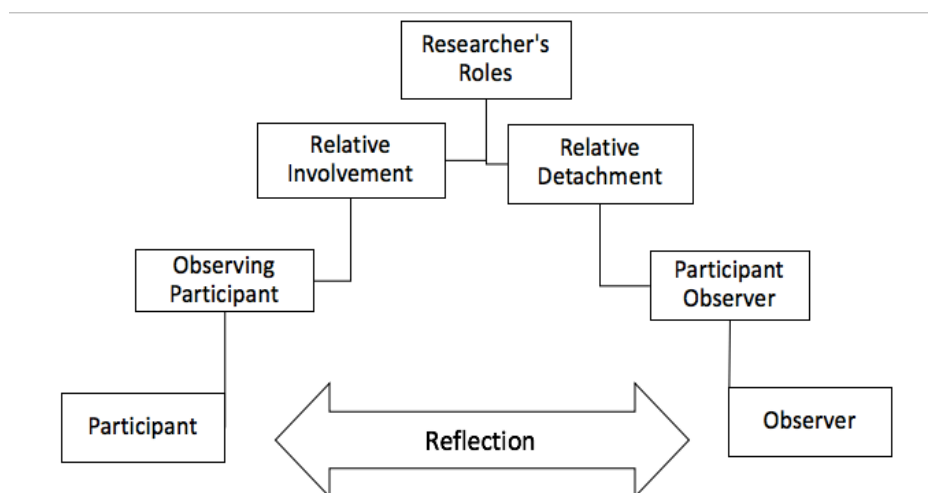 Researcher's
Roles
Relative
Involvement
Relative
Detachment
Observing
Participant
Participant
Observer
Participant
Reflection
Observer